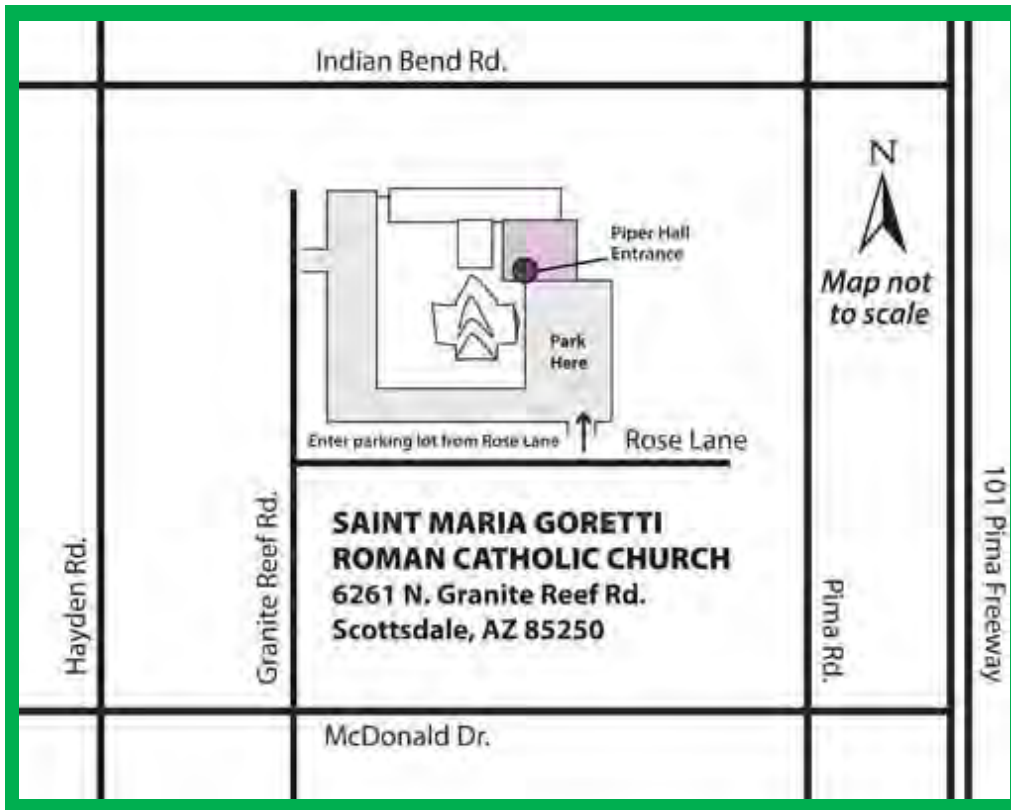 Indian Bend Rd.
N
Map not
to scale
Piper Hall
Entrance
Park
Here
Enter parking lot from Rose Lane
Rose Lane
SAINT MARIA GORETTI
ROMAN CATHOLIC CHURCH
6261 N. Granite Reef Rd.
Scottsdale, AZ 85250
Hayden Rd.
Granite Reef Rd.
Pima Rd.
101 Pima Freeway
McDonald Dr.